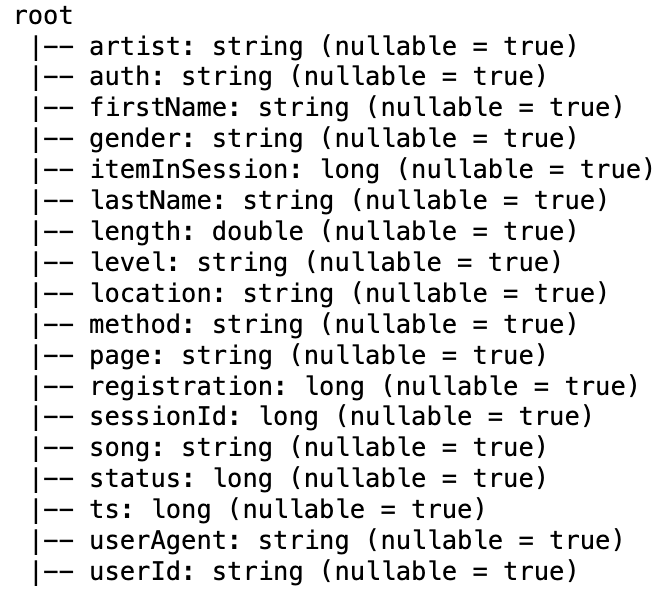 root
 |-- artist: string (nullable = true)
 |-- auth: string (nullable = true)
 |-- firstName: string (nullable = true)
 |-- gender: string (nullable = true)
 |-- itemInSession: long (nullable = true)
 |-- lastName: string (nullable = true)
 |-- length: double (nullable = true)
 |-- level: string (nullable = true)
 |-- location: string (nullable = true)
 |-- method: string (nullable = true)
 |-- page: string (nullable = true)
 |-- registration: long (nullable = true)
 |-- sessionId: long (nullable = true)
 |-- song: string (nullable = true)
 |-- status: long (nullable = true)
 |-- ts: long (nullable = true)
 |-- userAgent: string (nullable = true)
 |-- userId: string (nullable = true)